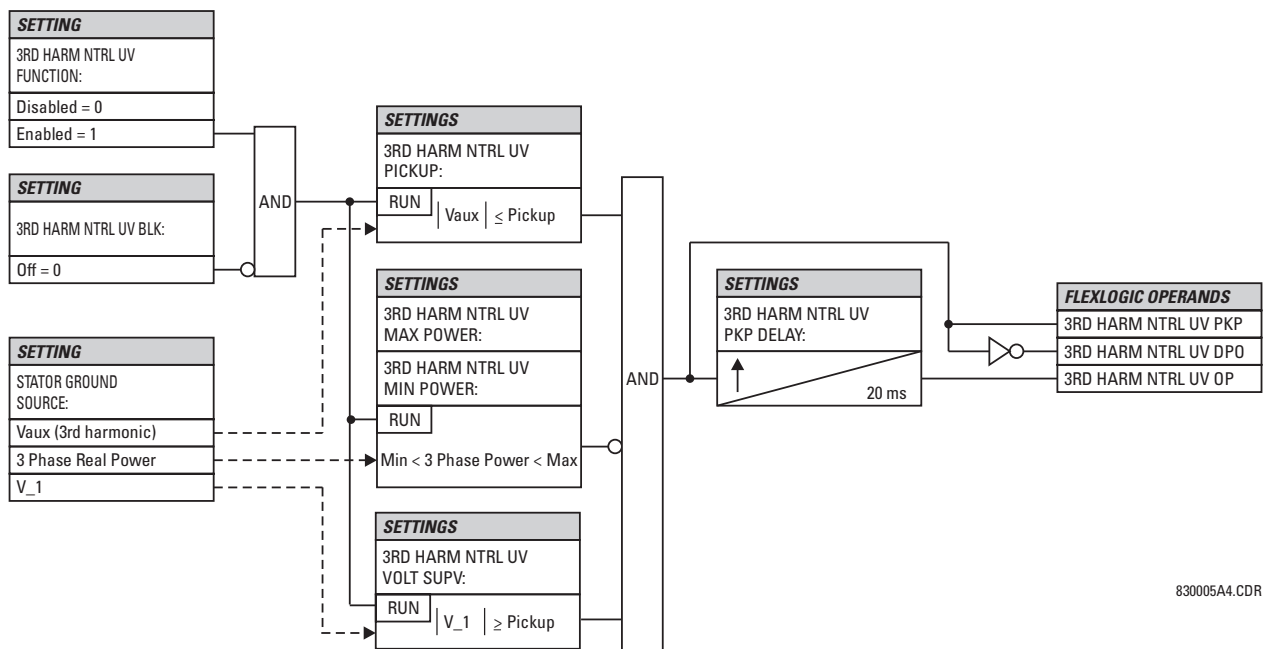 SETTING
3RD HARM NTRL UV
FUNCTION:
Disabled = 0
Enabled = 1
SETTING
3RD HARM NTRL UV BLK:
Off = 0
SETTING
STATOR GROUND
SOURCE:
Vaux (3rd harmonic)
3 Phase Real Power
V_1
AND
SETTINGS
3RD HARM NTRL UV
PICKUP:
RUN
| Vaux | ≤ Pickup
SETTINGS
3RD HARM NTRL UV
MAX POWER:
3RD HARM NTRL UV
MIN POWER:
RUN
Min < 3 Phase Power < Max
SETTINGS
3RD HARM NTRL UV
VOLT SUPV:
RUN
| V_1 | ≥ Pickup
AND
SETTINGS
3RD HARM NTRL UV
PKP DELAY:
20 ms
FLEXLOGIC OPERANDS
3RD HARM NTRL UV PKP
3RD HARM NTRL UV DPO
3RD HARM NTRL UV OP
830005A4.CDR